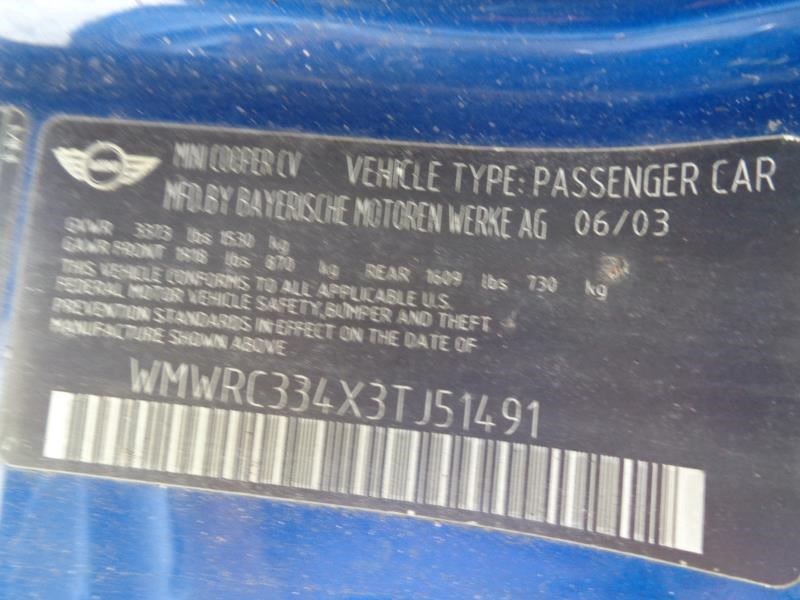 MINI COOPER CV VEHICLE TYPE: PASSENGER CAR
MFD.BY BAYERISCHE MOTOREN WERKE AG 06/03
GVWR 3373 lbs 1530 kg
GAWR FRONT 1918 lbs 870 kg REAR 1609 lbs 730 kg
THIS VEHICLE CONFORMS TO ALL APPLICABLE U.S.
FEDERAL MOTOR VEHICLE SAFETY,BUMPER AND THEFT
PREVENTION STANDARDS IN EFFECT ON THE DATE OF
MANUFACTURE SHOWN ABOVE
WMWRC334X3TJ51491